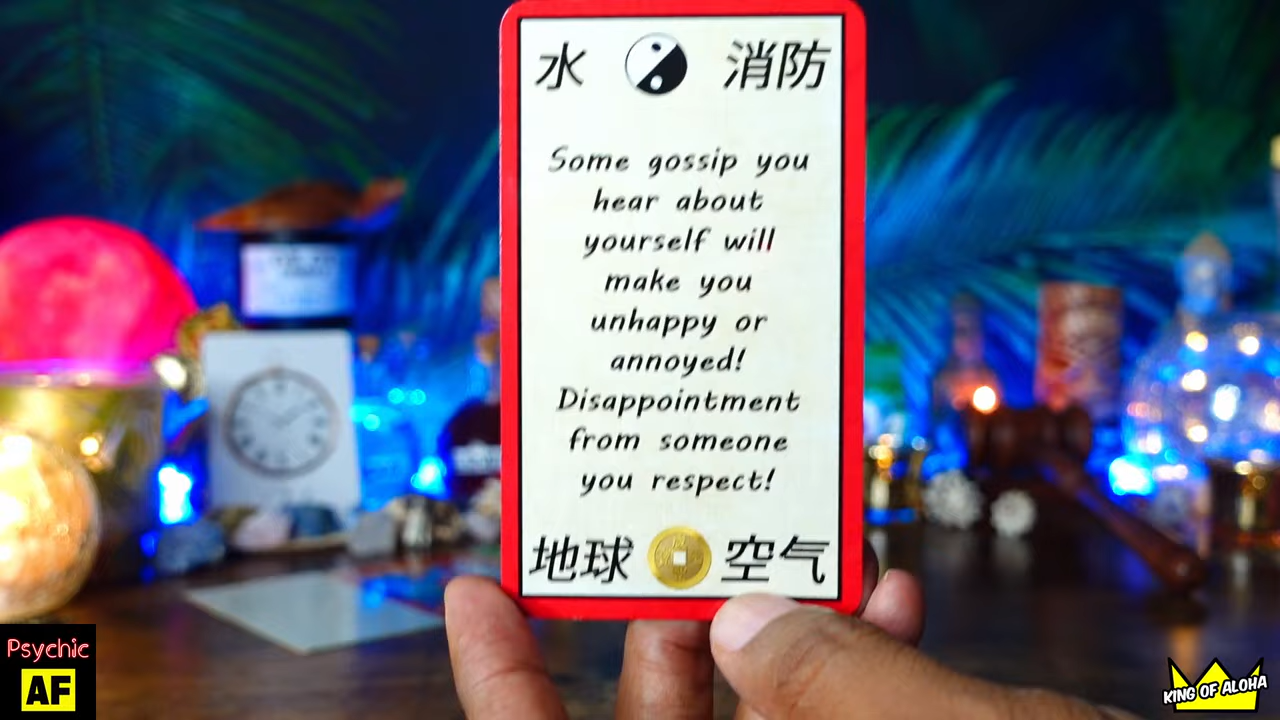 水 消防
Some gossip you
hear about
yourself will
make you
unhappy or
annoyed!
Disappointment
from someone
you respect!
地球 空气
Psychic
AF
KING OF ALOHA